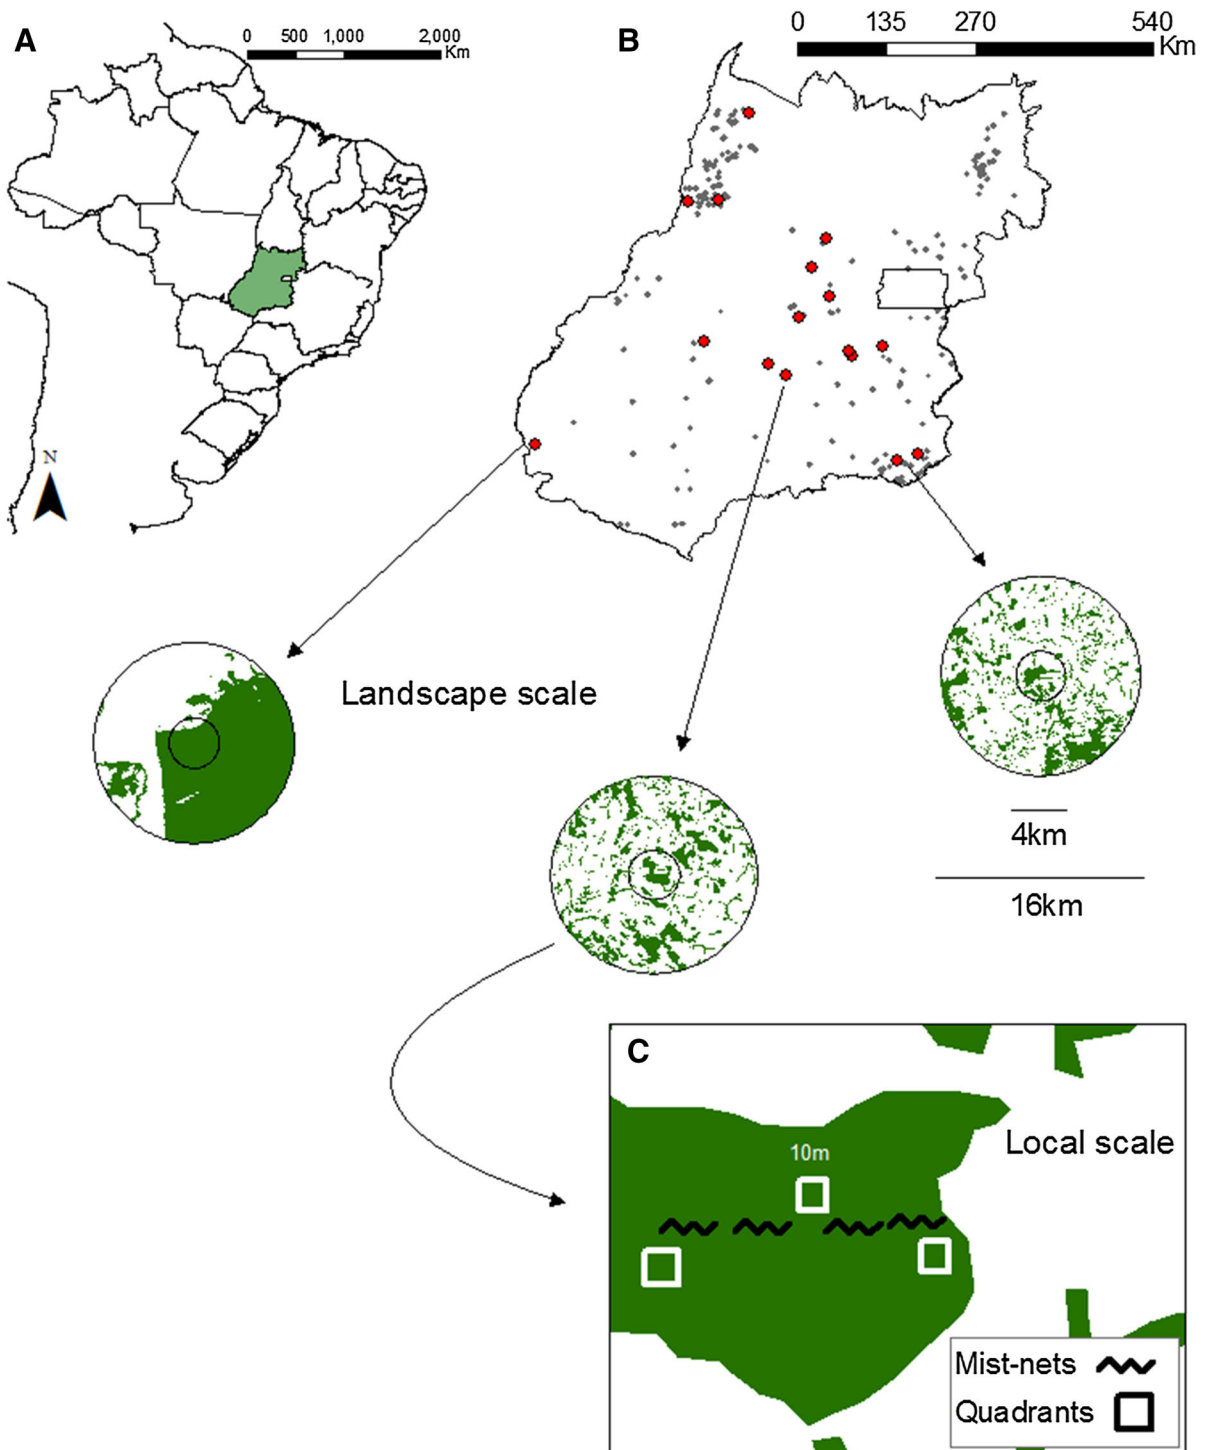 A
0 500 1,000 2,000
Km
B
0 135 270 540
Km
N
Landscape scale
4km
16km
C
Local scale
10m
Mist-nets
Quadrants